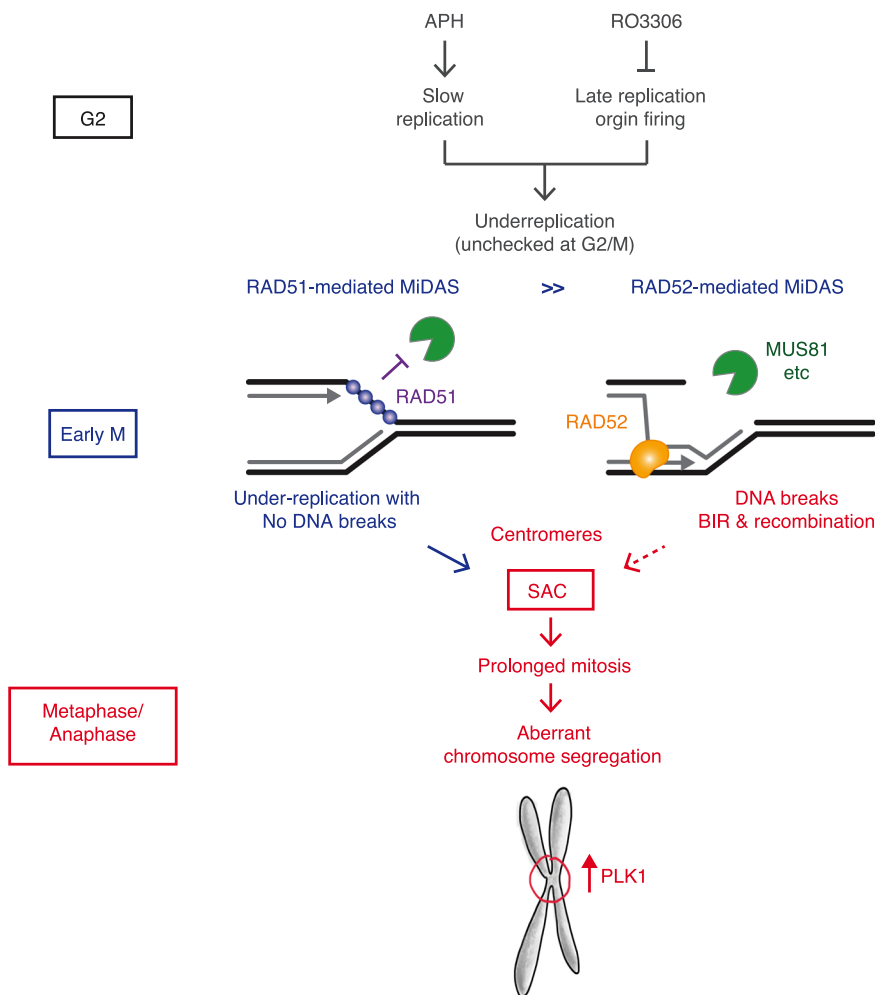 APH
RO3306
G2
Slow
replication
Late replication
orgin firing
Underreplication
(unchecked at G2/M)
RAD51-mediated MiDAS
>>
RAD52-mediated MiDAS
MUS81
etc
RAD51
RAD52
Early M
Under-replication with
No DNA breaks
DNA breaks
BIR & recombination
Centromeres
SAC
Prolonged mitosis
Metaphase/
Anaphase
Aberrant
chromosome segregation
PLK1